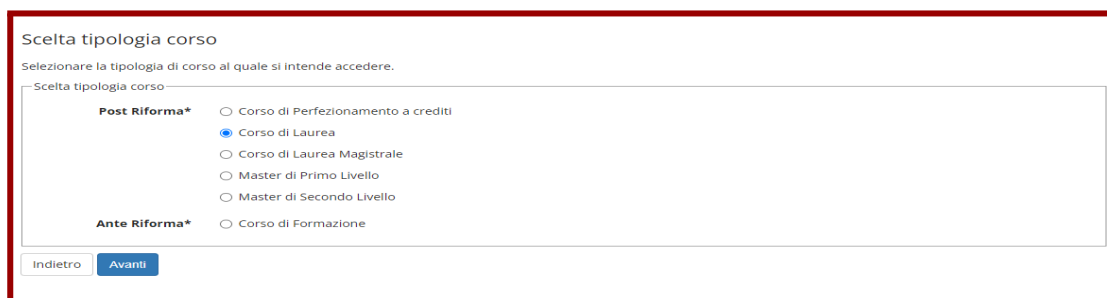 Scelta tipologia corso
Selezionare la tipologia di corso al quale si intende accedere.
Scelta tipologia corso
Post Riforma* Corso di Perfezionamento a crediti
Corso di Laurea
Corso di Laurea Magistrale
Master di Primo Livello
Master di Secondo Livello
Ante Riforma* Corso di Formazione
Indietro Avanti